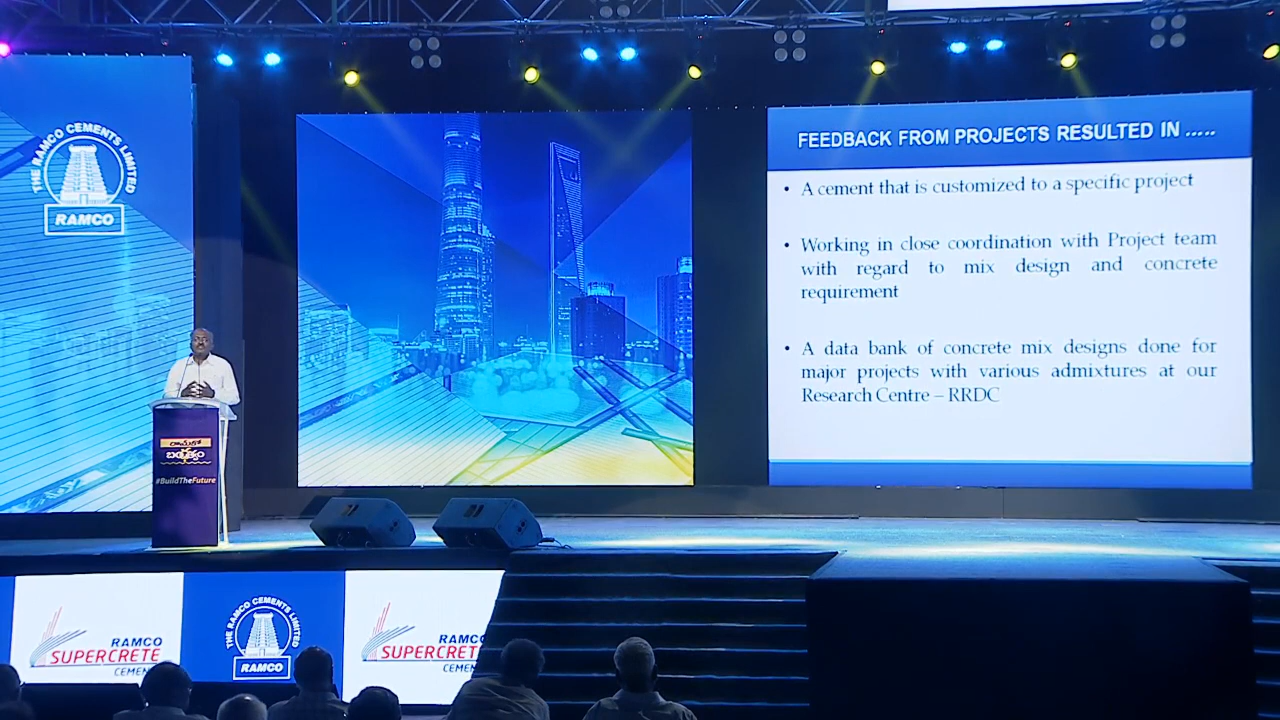 THE RAMCO CEMENTS LIMITED
RAMCO
FEEDBACK FROM PROJECTS RESULTED IN .....
• A cement that is customized to a specific project
• Working in close coordination with Project team
with regard to mix design and concrete
requirement
• A data bank of concrete mix designs done for
major projects with various admixtures at our
Research Centre – RRDC
రామ్‌కో
బంధుత్వం
#BuildTheFuture
RAMCO
SUPERCRETE
CEMENT
THE RAMCO CEMENTS LIMITED
RAMCO
RAMCO
SUPERCRETE
CEMENT